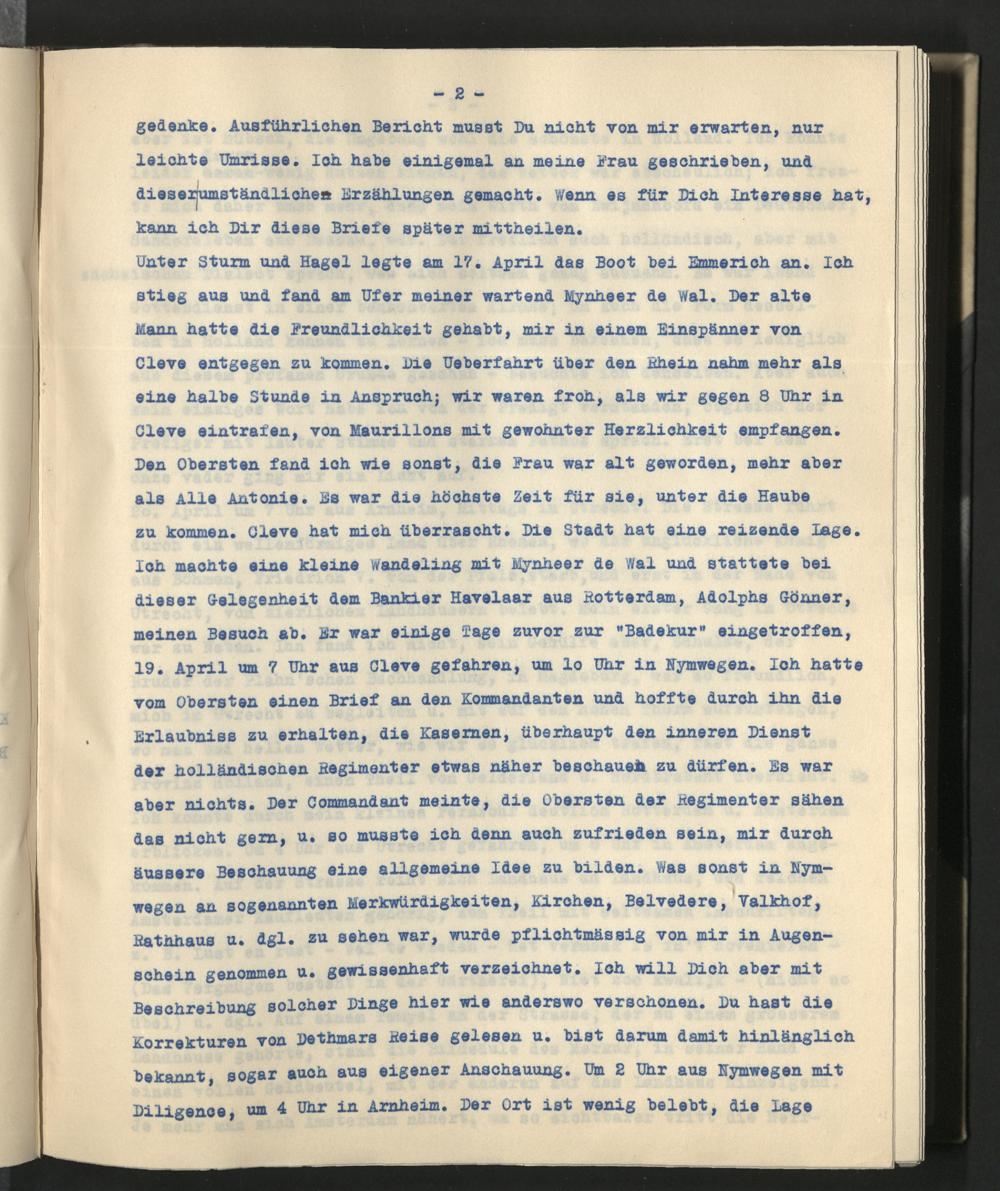 - 2 -
gedenke. Ausführlichen Bericht musst Du nicht von mir erwarten, nur
leichte Umrisse. Ich habe einigemal an meine Frau geschrieben, und
dieser|umständlichen Erzählungen gemacht. Wenn es für Dich Interesse hat,
kann ich Dir diese Briefe später mittheilen.
Unter Sturm und Hagel legte am 17. April das Boot bei Emmerich an. Ich
stieg aus und fand am Ufer meiner wartend Mynheer de Wal. Der alte
Mann hatte die Freundlichkeit gehabt, mir in einem Einspänner von
Cleve entgegen zu kommen. Die Ueberfahrt über den Rhein nahm mehr als
eine halbe Stunde in Anspruch; wir waren froh, als wir gegen 8 Uhr in
Cleve eintrafen, von Maurillons mit gewohnter Herzlichkeit empfangen.
Den Obersten fand ich wie sonst, die Frau war alt geworden, mehr aber
als Alle Antonie. Es war die höchste Zeit für sie, unter die Haube
zu kommen. Cleve hat mich überrascht. Die Stadt hat eine reizende Lage.
Ich machte eine kleine Wandeling mit Mynheer de Wal und stattete bei
dieser Gelegenheit dem Bankier Havelaar aus Rotterdam, Adolphs Gönner,
meinen Besuch ab. Er war einige Tage zuvor zur "Badekur" eingetroffen,
19. April um 7 Uhr aus Cleve gefahren, um lo Uhr in Nymwegen. Ich hatte
vom Obersten einen Brief an den Kommandanten und hoffte durch ihn die
Erlaubniss zu erhalten, die Kasernen, überhaupt den inneren Dienst
der holländischen Regimenter etwas näher beschauen zu dürfen. Es war
aber nichts. Der Commandant meinte, die Obersten der Regimenter sähen
das nicht gern, u. so musste ich denn auch zufrieden sein, mir durch
äussere Beschauung eine allgemeine Idee zu bilden. Was sonst in Nym-
wegen an sogenannten Merkwürdigkeiten, Kirchen, Belvedere, Valkhof,
Rathhaus u. dgl. zu sehen war, wurde pflichtmässig von mir in Augen-
schein genommen u. gewissenhaft verzeichnet. Ich will Dich aber mit
Beschreibung solcher Dinge hier wie anderswo verschonen. Du hast die
Korrekturen von Dethmars Reise gelesen u. bist darum damit hinlänglich
bekannt, sogar auch aus eigener Anschauung. Um 2 Uhr aus Nymwegen mit
Diligence, um 4 Uhr in Arnheim. Der Ort ist wenig belebt, die Lage